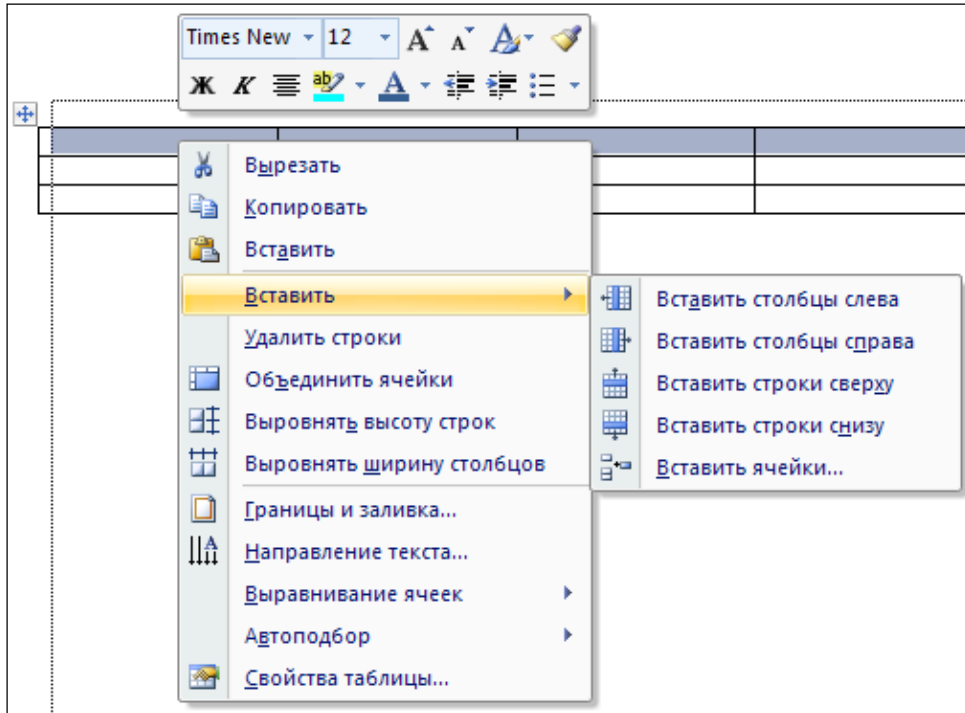 Times New 12 А А А
Ж К ab А
Вырезать
Копировать
Вставить
Вставить
Удалить строки
Объединить ячейки
Выровнять высоту строк
Выровнять ширину столбцов
Границы и заливка...
Направление текста...
Выравнивание ячеек
Автоподбор
Свойства таблицы...
Вставить столбцы слева
Вставить столбцы справа
Вставить строки сверху
Вставить строки снизу
Вставить ячейки...